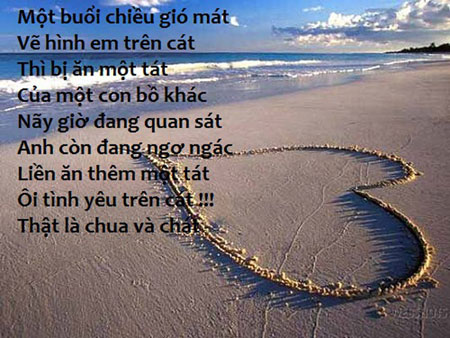 Một buổi chiều gió mát
Vẽ hình em trên cát
Thì bị ăn một tát
Của một con bồ khác
Nãy giờ đang quan sát
Anh còn đang ngơ ngác
Liền ăn thêm một tát
Ôi tình yêu trên cát !!!
Thật là chua và chát